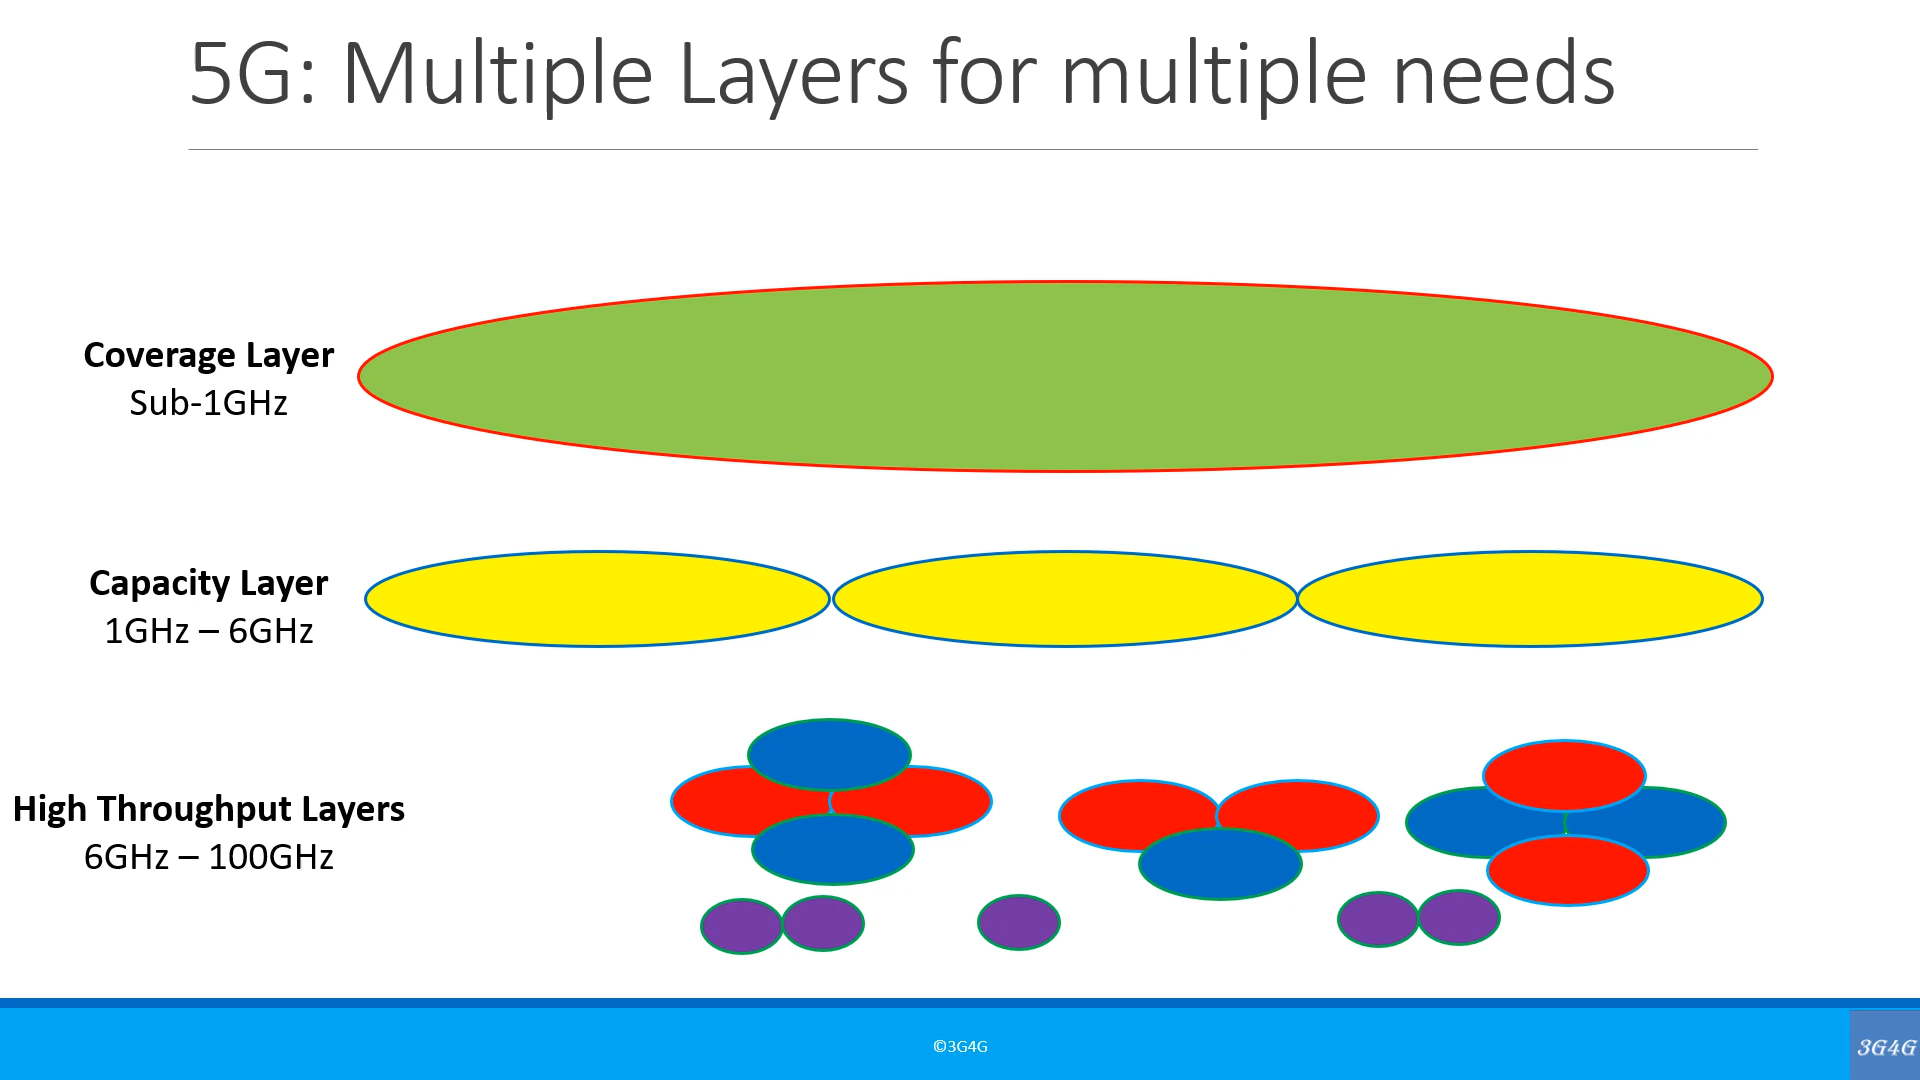 5G: Multiple Layers for multiple needs
Coverage Layer
Sub-1GHz
Capacity Layer
1GHz – 6GHz
High Throughput Layers
6GHz – 100GHz
©3G4G
3G4G